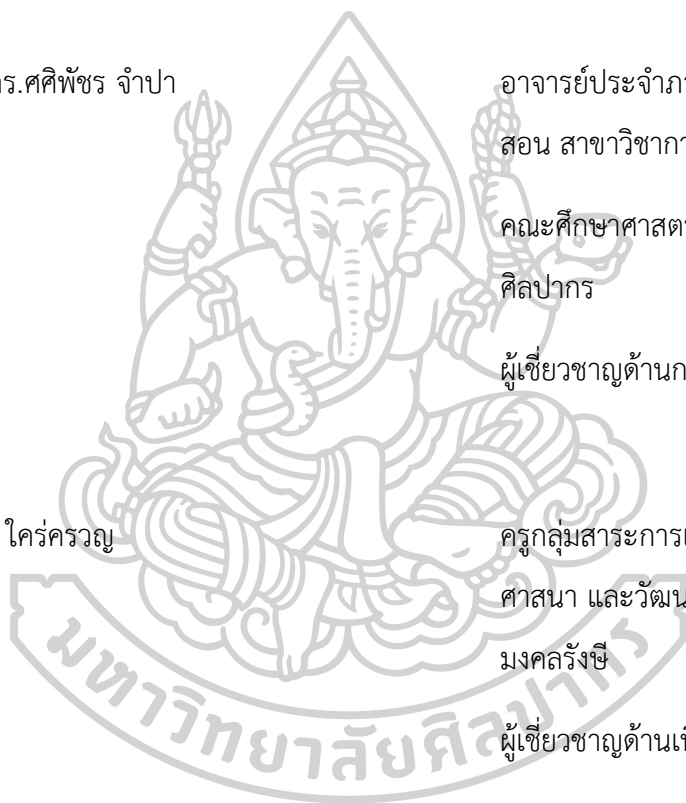 ร.ศศิพัชร จำปา
อาจารย์ประจำภ
สอน สาขาวิชากา
คณะศึกษาศาสต
ศิลปากร
ผู้เชี่ยวชาญด้านก
ใคร่ครวญ
ครูกลุ่มสาระการเ
ศาสนา และวัฒน
มงคลรังษี
ผู้เชี่ยวชาญด้านเ
มหาวิทยาลัยศิลปากร